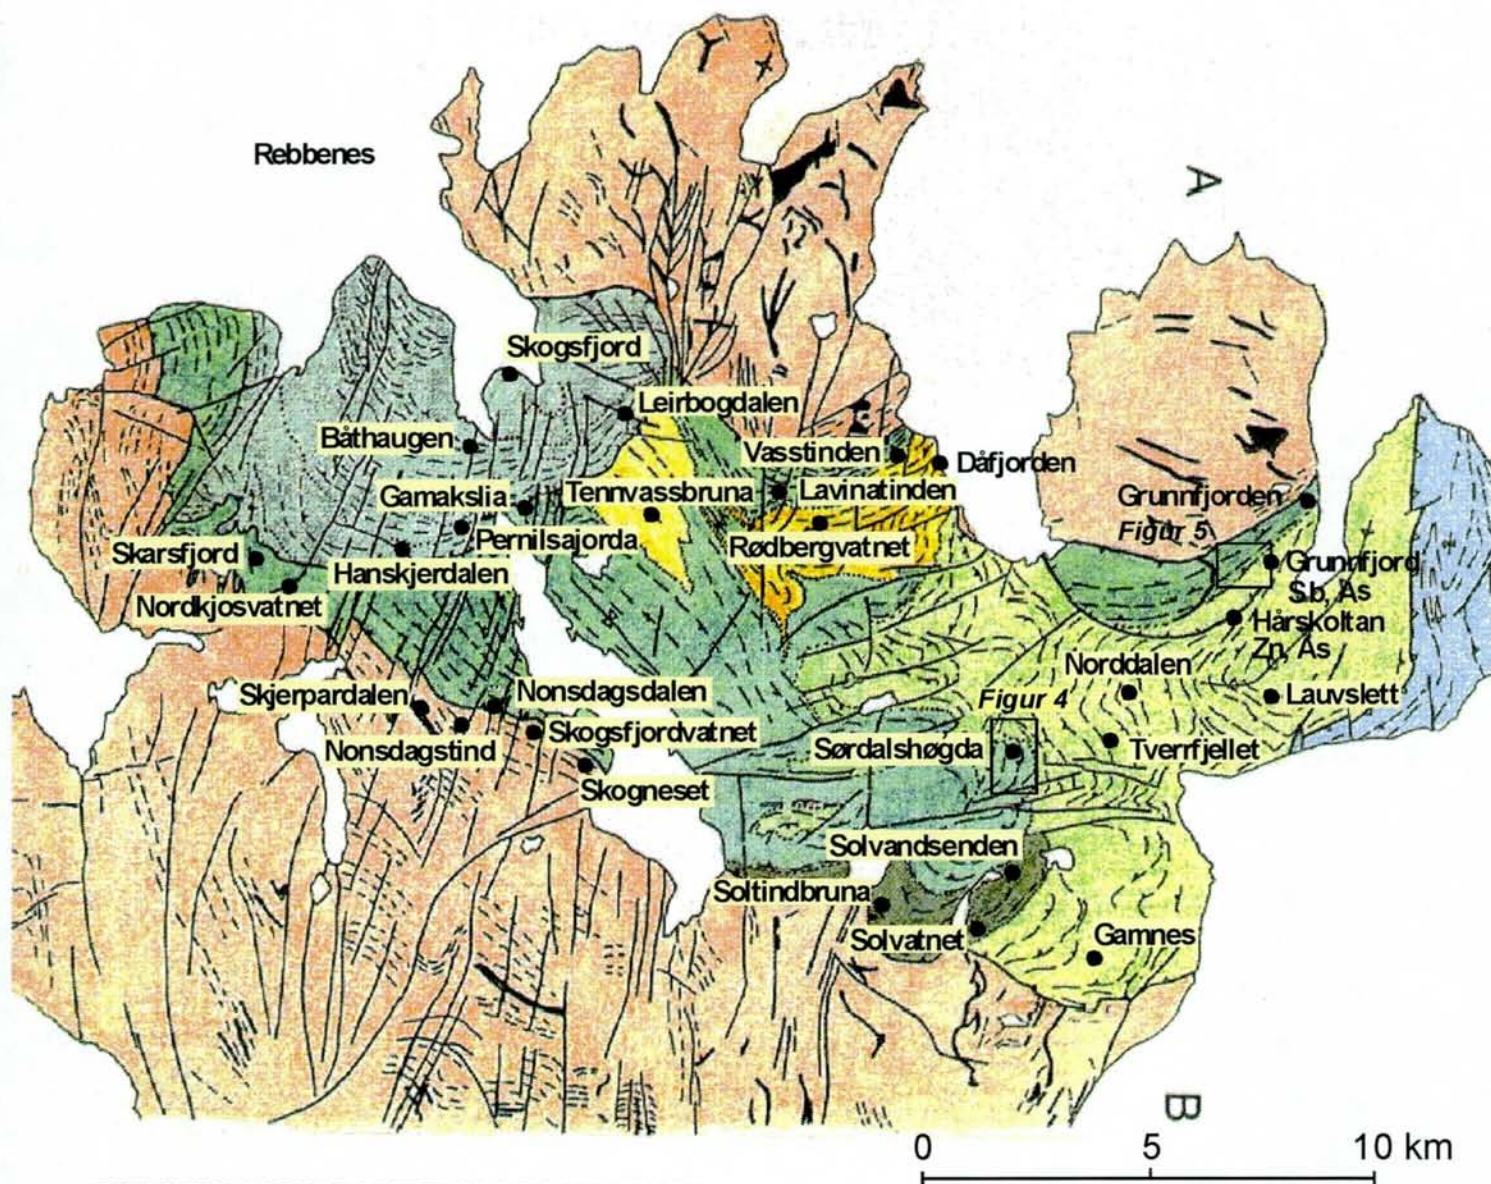 Rebbenes
A
Skogsfjord
Leirbogdalen
Båthaugen
Vasstinden
Dåfjorden
Gamakslia
Tennvassbruna
Lavinatinden
Grunnfjorden
Figur 5
Skarsfjord
Pernilsajorda
Rødbergvatnet
Grunnfjord
Sb, As
Hanskjerdalen
Nordkjosvatnet
Hårskoltan
Zn, As
Norddalen
Skjerpardalen
Nonsdagsdalen
Figur 4
Lauvslett
Nonsdagstind
Skogsfjordvatnet
Sørdalshøgda
Tverrfjellet
Skogneset
Solvandsenden
Soltindbruna
Solvatnet
Gamnes
B
0 5 10 km